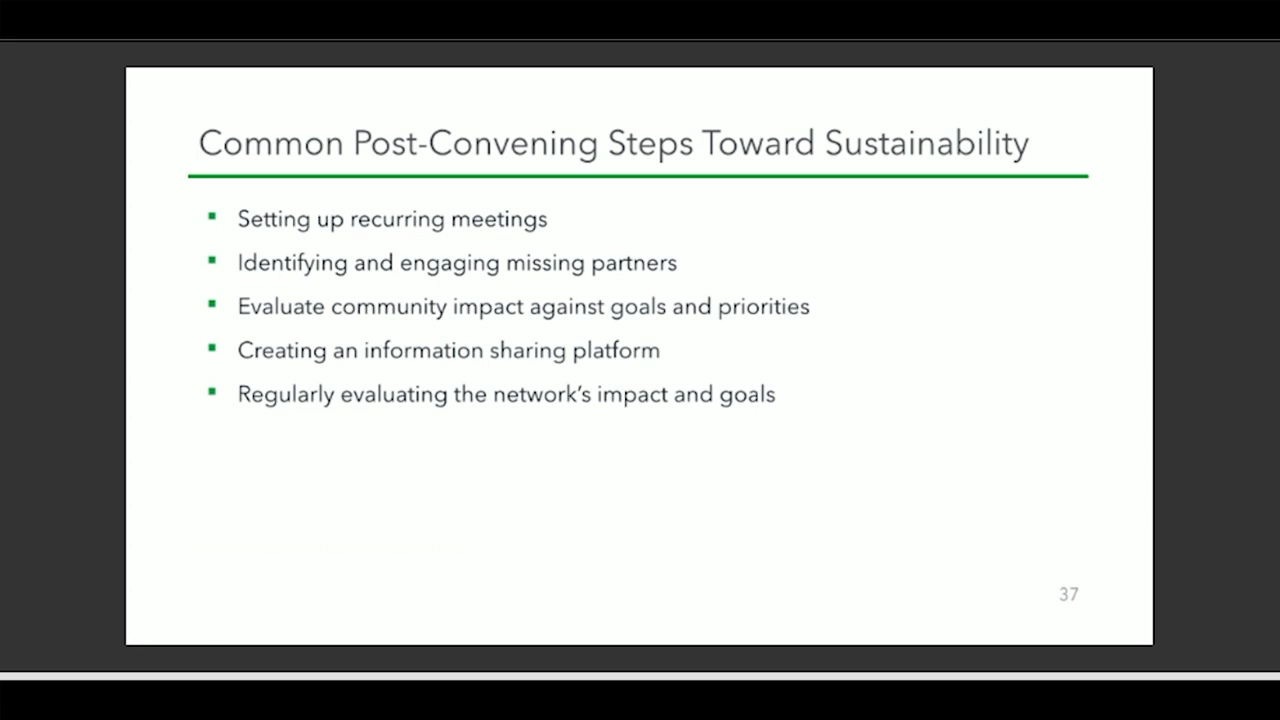 Common Post-Convening Steps Toward Sustainability
Setting up recurring meetings
Identifying and engaging missing partners
Evaluate community impact against goals and priorities
Creating an information sharing platform
Regularly evaluating the network’s impact and goals
37